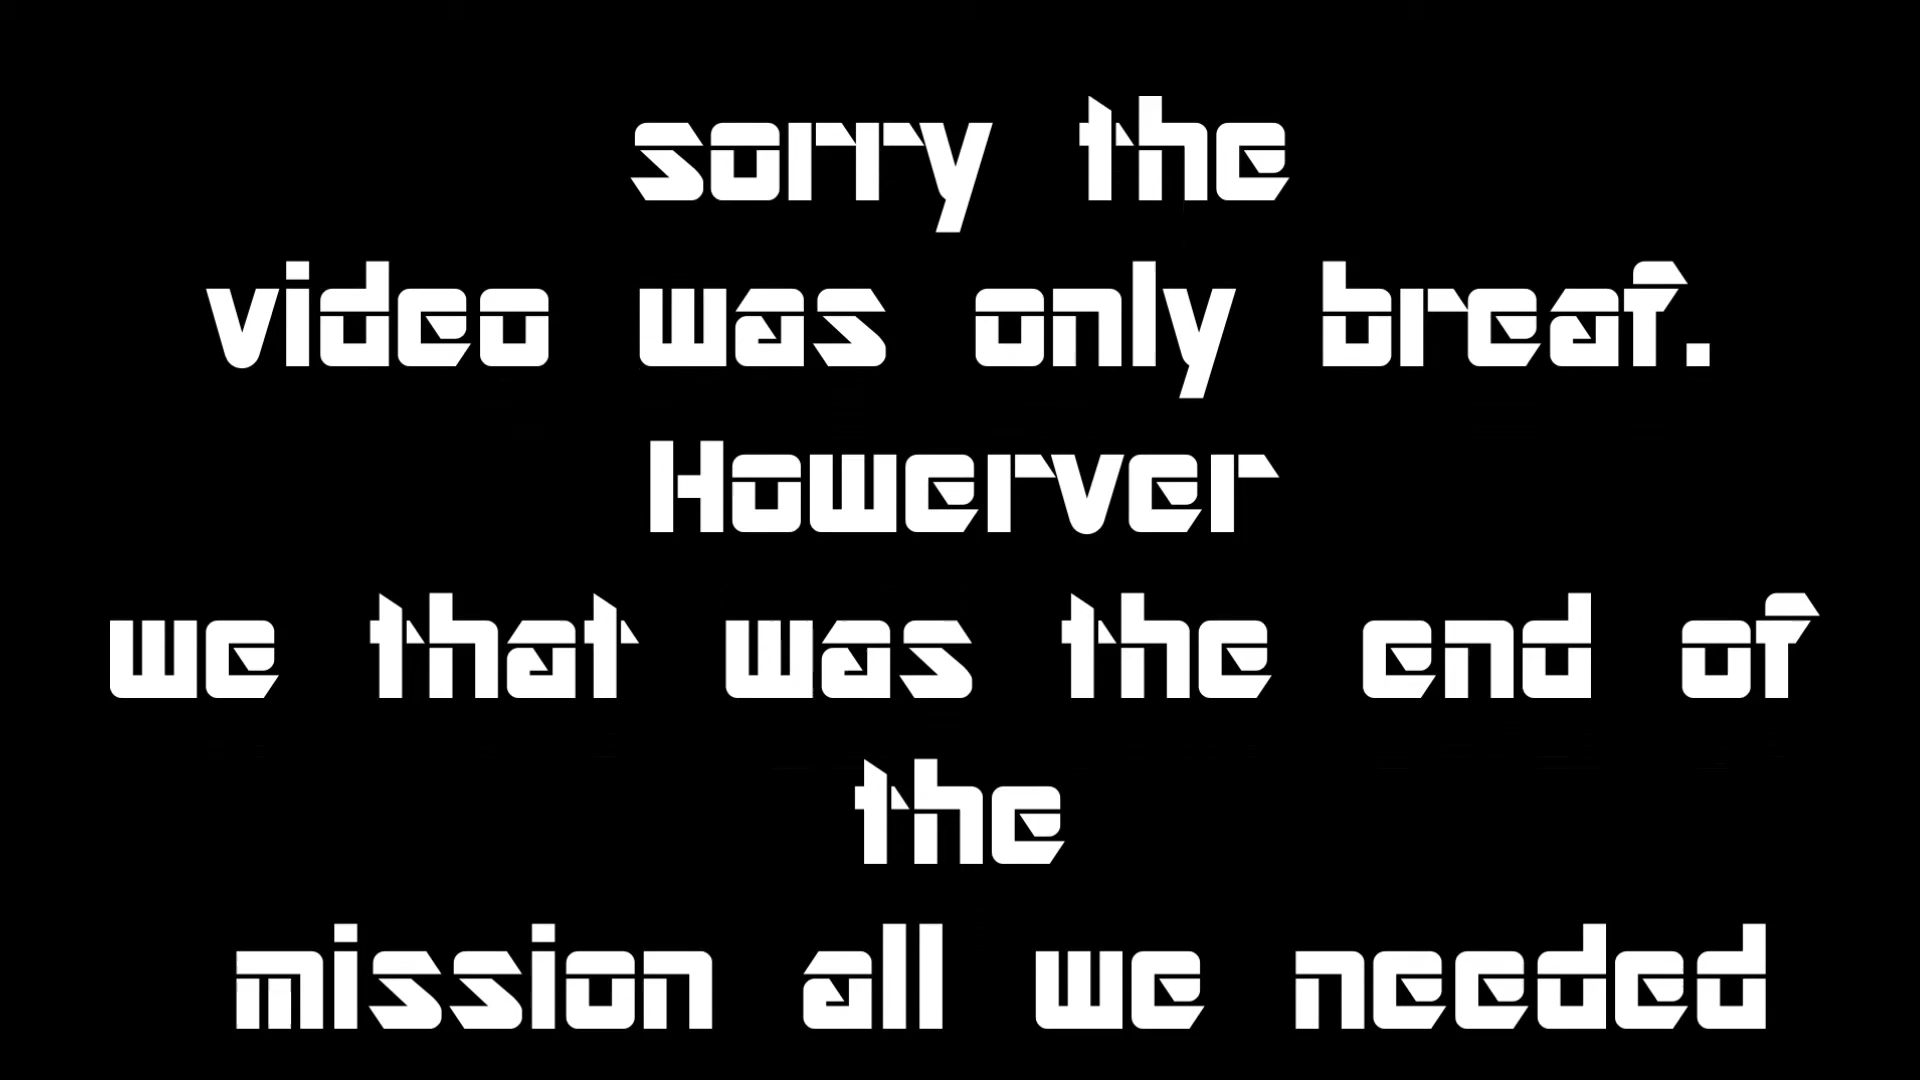 sorry the
video was only breaf.
Howerver
we that was the end of
the
mission all we needed